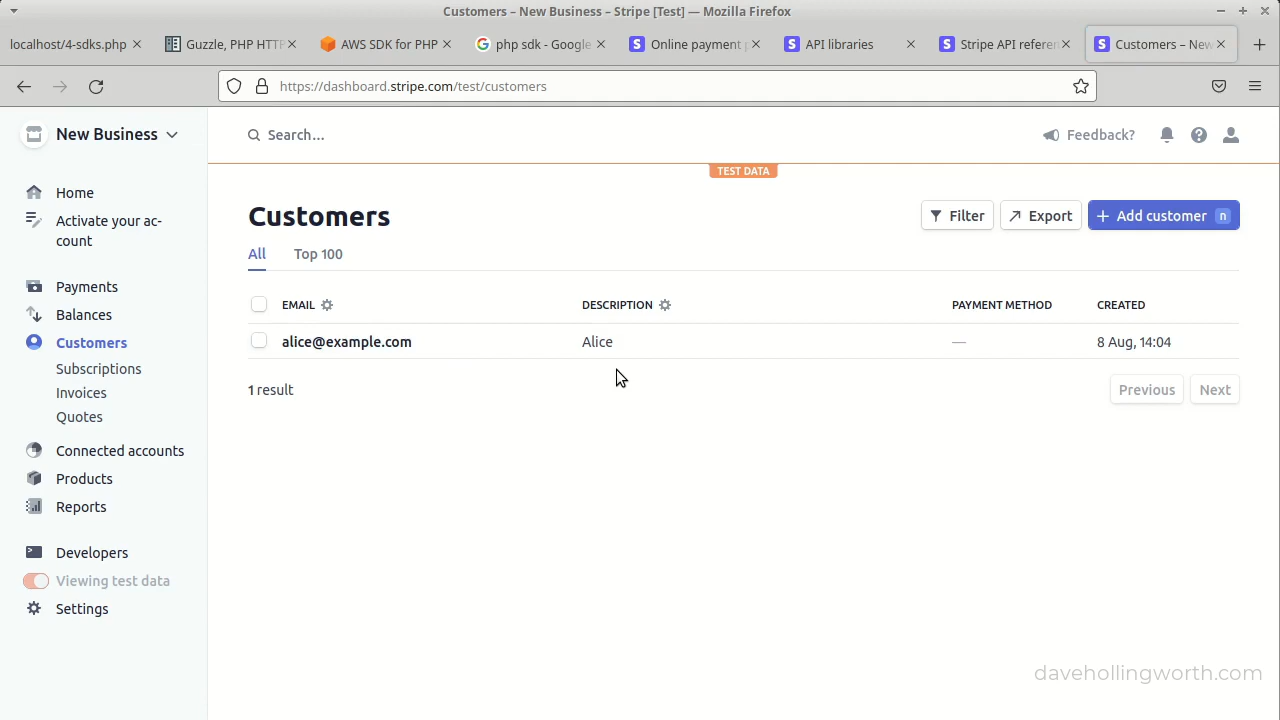 Customers – New Business – Stripe [Test] — Mozilla Firefox
localhost/4-sdks.php
Guzzle, PHP HTTP
AWS SDK for PHP
php sdk - Google
Online payment
API libraries
Stripe API referen
Customers – New
https://dashboard.stripe.com/test/customers
New Business
Search...
Feedback?
TEST DATA
Home
Activate your ac-
count
Payments
Balances
Customers
Subscriptions
Invoices
Quotes
Connected accounts
Products
Reports
Developers
Viewing test data
Settings
Customers
Filter
Export
Add customer n
All
Top 100
EMAIL DESCRIPTION PAYMENT METHOD CREATED
alice@example.com Alice — 8 Aug, 14:04
1 result
Previous
Next
davehollingworth.com